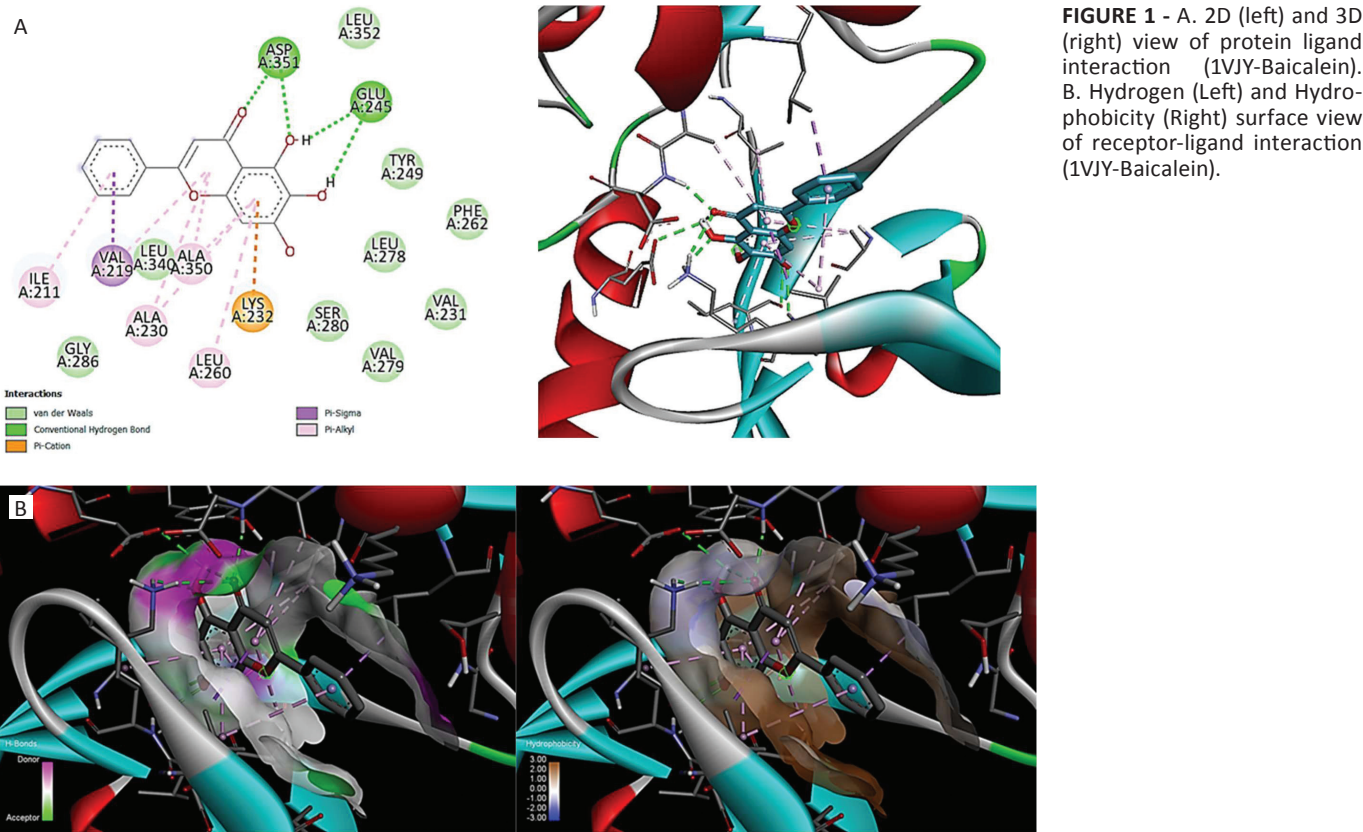 A
LEU
A:352
ASP
A:351
GLU
A:245
TYR
A:249
PHE
A:262
VAL
A:219
LEU
A:340
ALA
A:350
LEU
A:278
ILE
A:211
ALA
A:230
LYS
A:232
SER
A:280
VAL
A:231
GLY
A:286
LEU
A:260
VAL
A:279
O
O
H
O
H
O
O
Interactions
van der Waals
Conventional Hydrogen Bond
Pi-Cation
Pi-Sigma
Pi-Alkyl
FIGURE 1 - A. 2D (left) and 3D
(right) view of protein ligand
interaction (1VJY-Baicalein).
B. Hydrogen (Left) and Hydro-
phobicity (Right) surface view
of receptor-ligand interaction
(1VJY-Baicalein).
B
H-Bonds
Donor
Acceptor
Hydrophobicity
3.00
2.00
1.00
0.00
-1.00
-2.00
-3.00